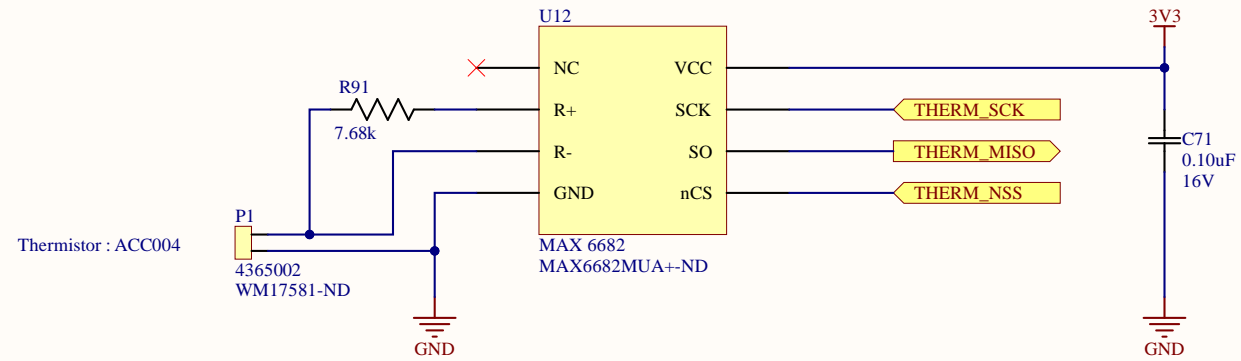 U12
3V3
NC
VCC
R91
R+
SCK
THERM_SCK
7.68k
C71
R-
SO
THERM_MISO
0.10uF
16V
GND
nCS
THERM_NSS
P1
Thermistor : ACC004
MAX 6682
4365002
MAX6682MUA+-ND
WM17581-ND
GND
GND